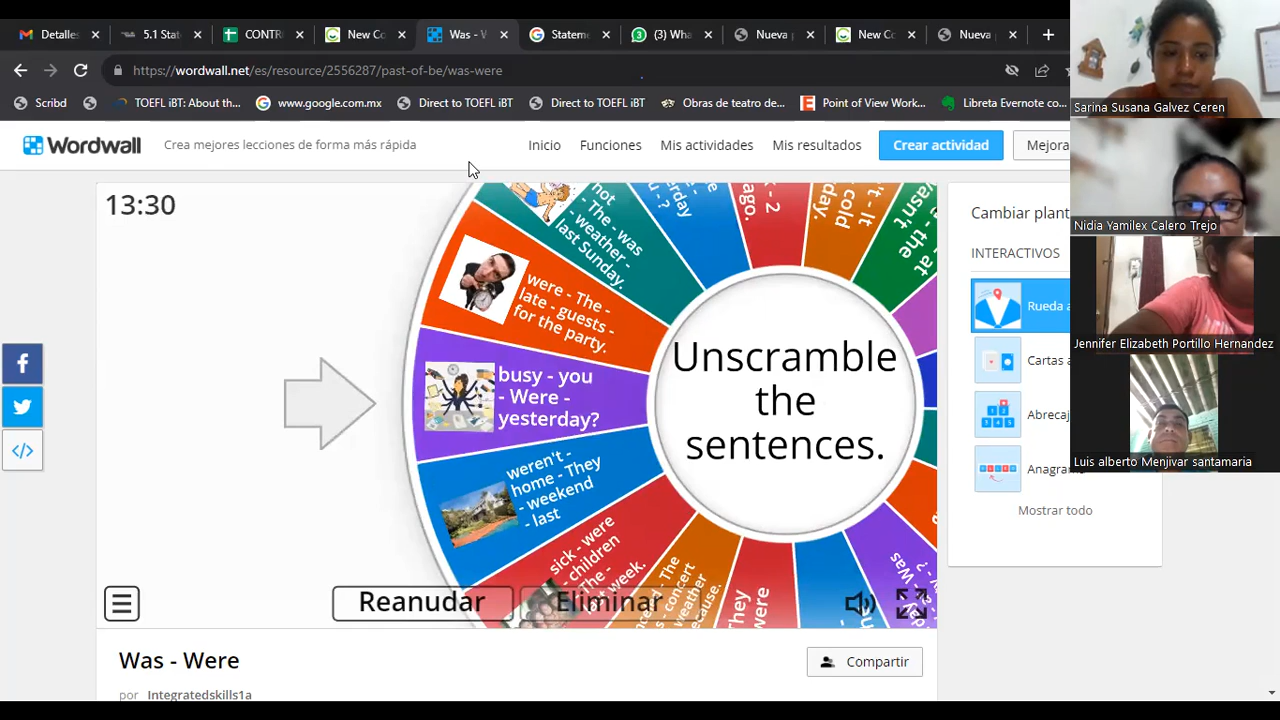 Detalles
5.1 Stat
CONTR
New Co
Was - W
Stateme
(3) Wha
Nueva p
New Co
Nueva p
https://wordwall.net/es/resource/2556287/past-of-be/was-were
Scribd
TOEFL iBT: About th...
www.google.com.mx
Direct to TOEFL iBT
Direct to TOEFL iBT
Obras de teatro de...
Point of View Work...
Libreta Evernote co...
Wordwall
Crea mejores lecciones de forma más rápida
Inicio
Funciones
Mis actividades
Mis resultados
Crear actividad
Mejora
13:30
hot
- The - was
- weather -
last Sunday.
were - The -
late - guests -
for the party.
busy - you
- Were -
yesterday?
weren't -
home - They
- weekend
- last
sick - were
- children
- The -
last week.
Unscramble
the
sentences.
Reanudar
Eliminar
Cambiar plant
INTERACTIVOS
Rueda a
Cartas a
Abrecaj
Anagra
Mostrar todo
Was - Were
Compartir
por Integratedskills1a
Sarina Susana Galvez Ceren
Nidia Yamilex Calero Trejo
Jennifer Elizabeth Portillo Hernandez
Luis alberto Menjivar santamaria